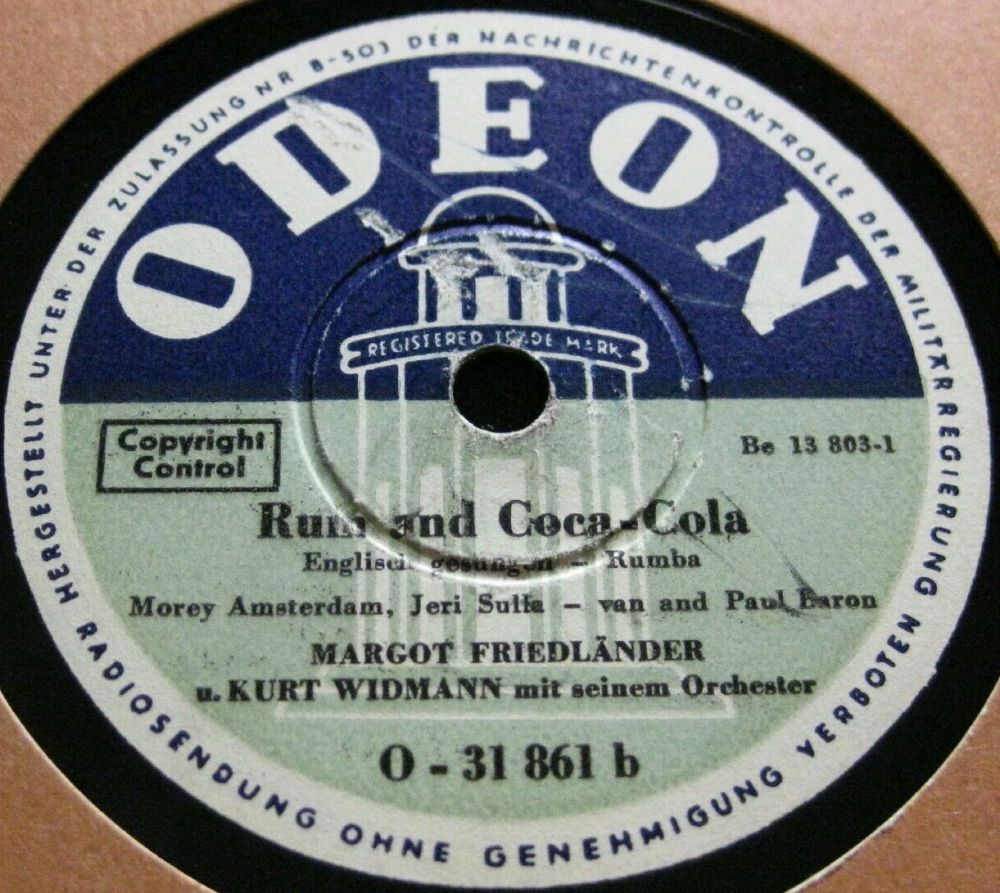 HERGESTELLT UNTER DER ZULASSUNG NR B-503 DER NACHRICHTENKONTROLLE DER MILITÄRREGIERUNG
ODEON
REGISTERED TRADE MARK
Copyright
Control
Be 13 803-1
Rum and Coca-Cola
Englisch gesungen - Rumba
Morey Amsterdam, Jeri Sulla - van and Paul Baron
MARGOT FRIEDLÄNDER
u. KURT WIDMANN mit seinem Orchester
O - 31 861 b
RADIOSENDUNG OHNE GENEHMIGUNG VERBOTEN